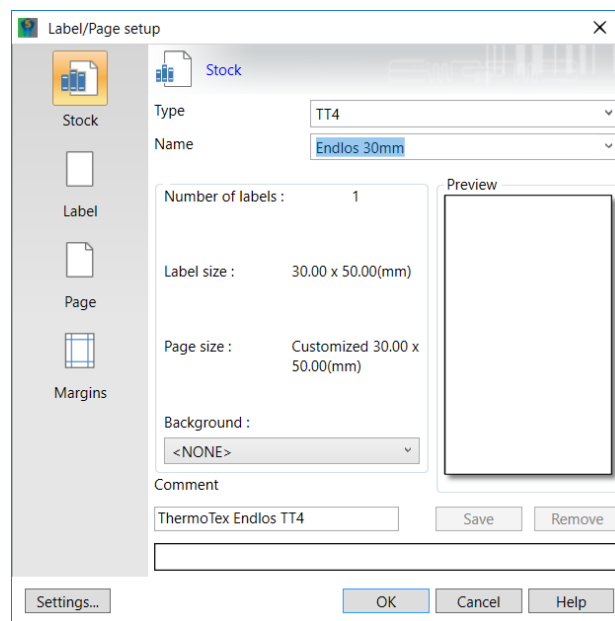 Label/Page setup
Stock
Stock
Type
TT4
Name
Endlos 30mm
Label
Page
Margins
Number of labels : 1
Label size : 30.00 x 50.00(mm)
Page size : Customized 30.00 x
50.00(mm)
Background :
<NONE>
Preview
Comment
ThermoTex Endlos TT4
Save
Remove
Settings...
OK
Cancel
Help